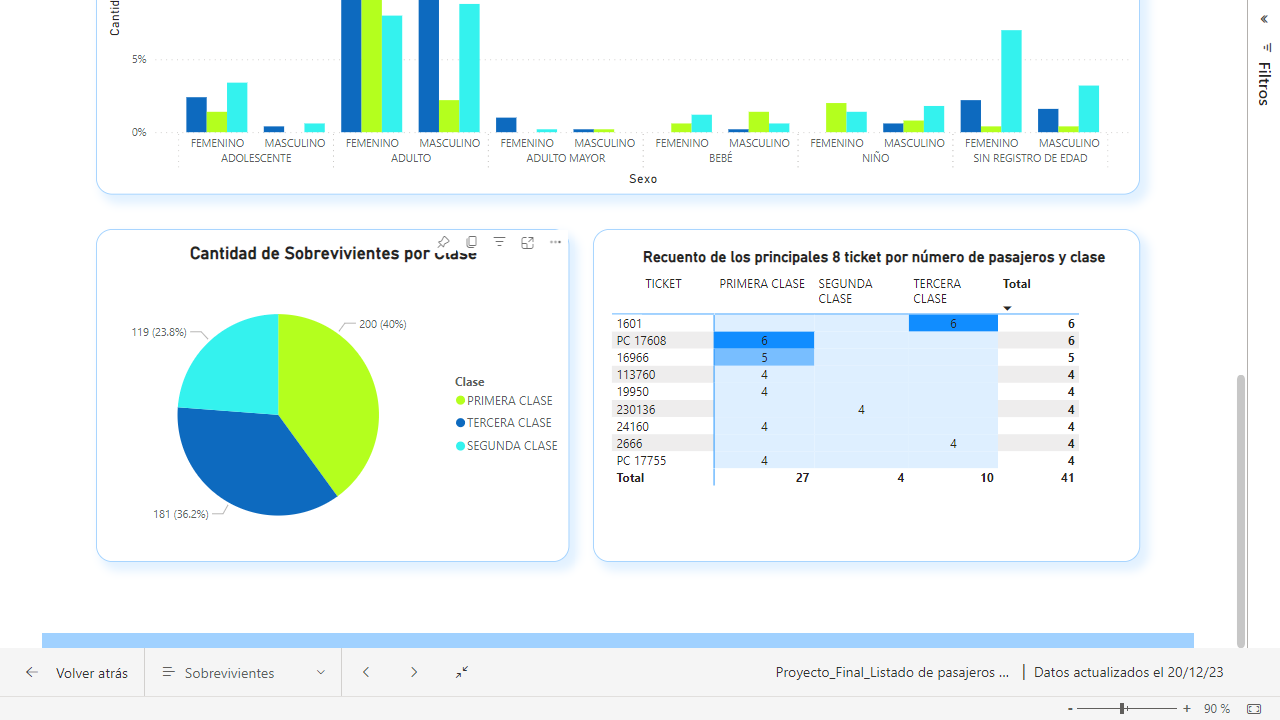 Cantid
5%
0%
FEMENINO MASCULINO FEMENINO MASCULINO FEMENINO MASCULINO FEMENINO MASCULINO FEMENINO MASCULINO FEMENINO MASCULINO
ADOLESCENTE ADULTO ADULTO MAYOR BEBÉ NIÑO SIN REGISTRO DE EDAD
Sexo
Filtros
Cantidad de Sobrevivientes por Clase
119 (23.8%)
200 (40%)
181 (36.2%)
Clase
PRIMERA CLASE
TERCERA CLASE
SEGUNDA CLASE
Recuento de los principales 8 ticket por número de pasajeros y clase
TICKET PRIMERA CLASE SEGUNDA CLASE TERCERA CLASE Total
1601 6 6
PC 17608 6 6
16966 5 5
113760 4 4
19950 4 4
230136 4 4
24160 4 4
2666 4 4
PC 17755 4 4
Total 27 4 10 41
Volver atrás Sobrevivientes Proyecto_Final_Listado de pasajeros ... | Datos actualizados el 20/12/23
- + 90 %